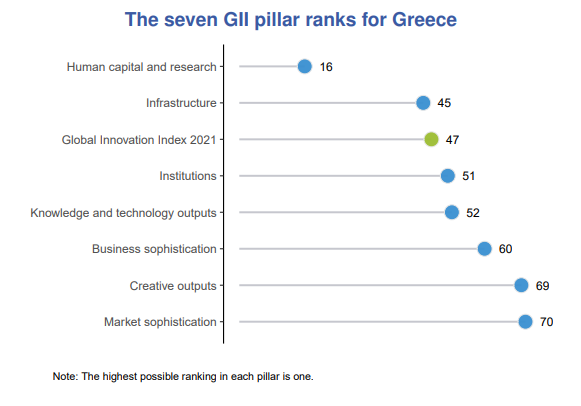 The seven GII pillar ranks for Greece
Human capital and research 16
Infrastructure 45
Global Innovation Index 2021 47
Institutions 51
Knowledge and technology outputs 52
Business sophistication 60
Creative outputs 69
Market sophistication 70
Note: The highest possible ranking in each pillar is one.